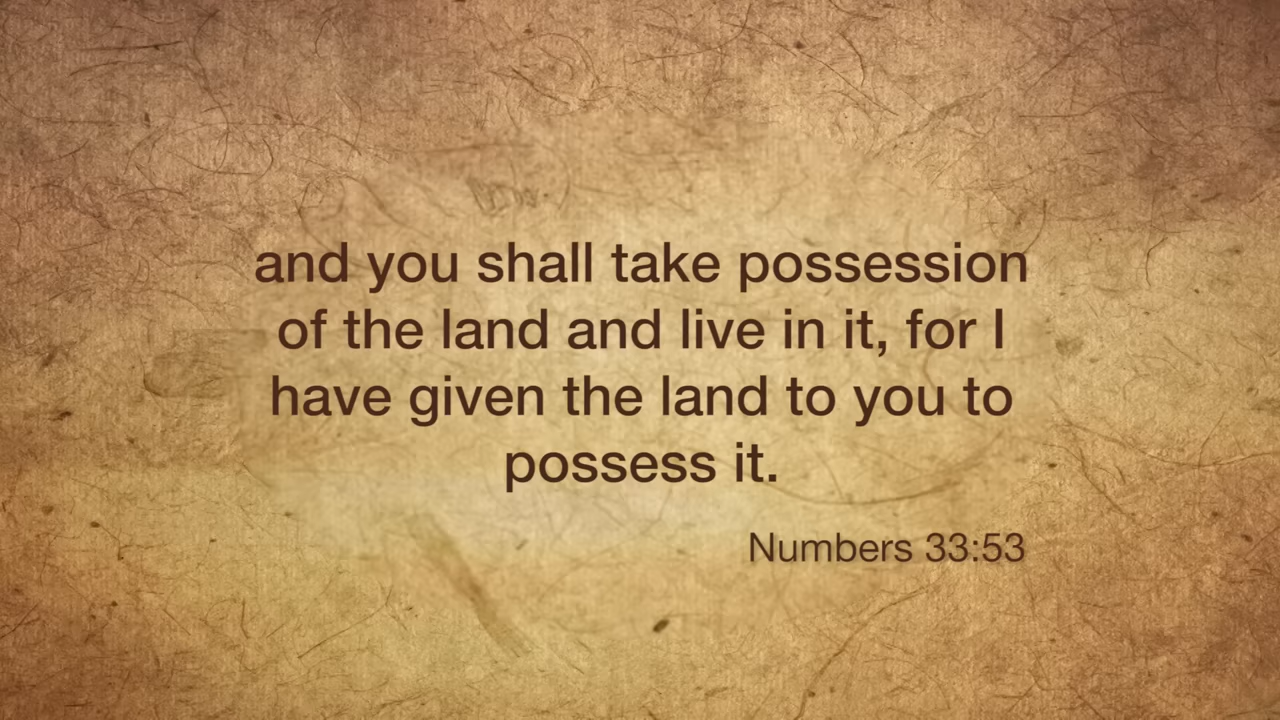 and you shall take possession
of the land and live in it, for I
have given the land to you to
possess it.
Numbers 33:53